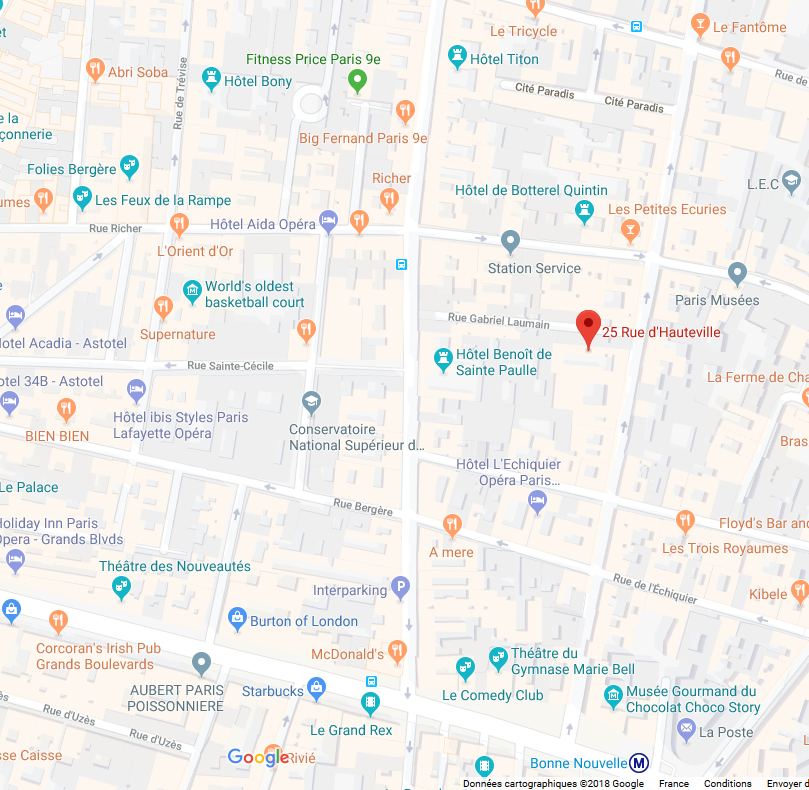 et
Le Tricycle
Le Fantôme
Fitness Price Paris 9e
Hôtel Titon
Abri Soba
Hôtel Bony
Rue de
Cité Paradis
Cité Paradis
Rue de Trévise
e la
çonnerie
Big Fernand Paris 9e
Folies Bergère
Richer
L.E.C
umes
Les Feux de la Rampe
Hôtel de Botterel Quintin
Les Petites Ecuries
Rue Richer
Hôtel Aida Opéra
L'Orient d'Or
Station Service
World's oldest
basketball court
Paris Musées
Supernature
Rue Gabriel Laumain
25 Rue d'Hauteville
Hotel Acadia - Astotel
Hôtel Benoît de
Sainte Paulle
Rue Sainte-Cécile
otel 34B - Astotel
La Ferme de Cha
Hôtel ibis Styles Paris
Lafayette Opéra
BIEN BIEN
Conservatoire
National Supérieur d...
Bras
Hôtel L'Echiquier
Opéra Paris...
Le Palace
Rue Bergère
Holiday Inn Paris
Opera - Grands Blvds
Floyd's Bar and
A mere
Les Trois Royaumes
Théâtre des Nouveautés
Rue de l'Échiquier
Interparking
P
Kibele
Burton of London
Corcoran's Irish Pub
Grands Boulevards
McDonald's
Théâtre du
Gymnase Marie Bell
AUBERT PARIS
POISSONNIERE
Starbucks
Le Comedy Club
Musée Gourmand du
Chocolat Choco Story
Rue d'Uzès
Le Grand Rex
La Poste
Rue d'Uzès
sse Caisse
Google
Rivié
Bonne Nouvelle
M
Données cartographiques ©2018 Google
France
Conditions
Envoyer d